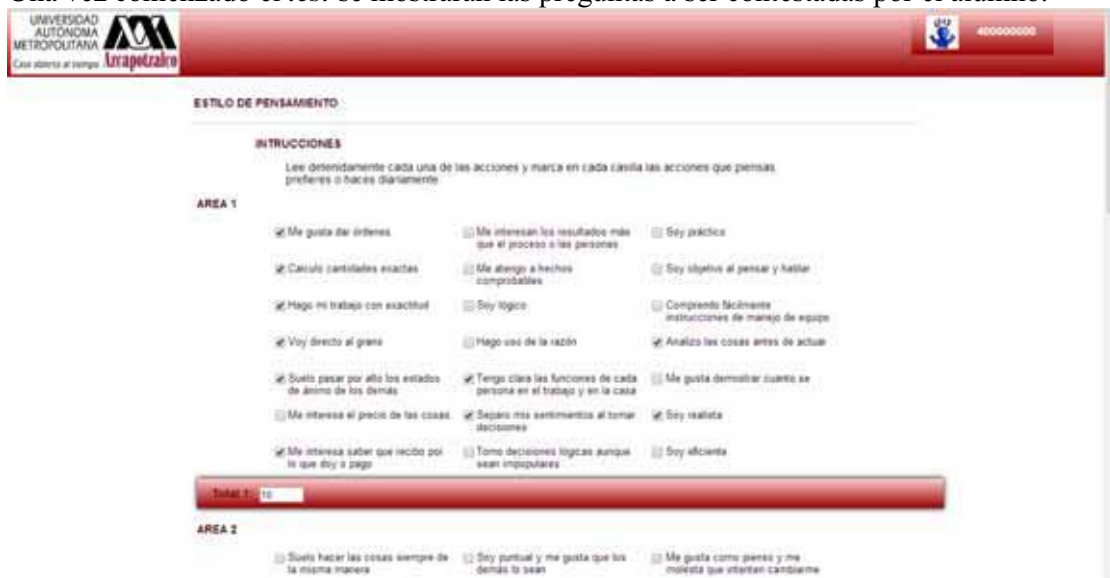 Una vez comenzado el test se mostrarán las preguntas a ser contestadas por el alumno.
UNIVERSIDAD
AUTÓNOMA
METROPOLITANA
Casa abierta al tiempo Azcapotzalco
400000000
ESTILO DE PENSAMIENTO
INTRUCCIONES
Lee detenidamente cada una de las acciones y marca en cada casilla las acciones que piensas
prefieres o haces diariamente
AREA 1
Me gusta dar órdenes
Me interesan los resultados más
que el proceso o las personas
Soy práctico
Calculo cantidades exactas
Me atengo a hechos
comprobables
Soy objetivo al pensar y hablar
Hago mi trabajo con exactitud
Soy lógico
Comprendo fácilmente
instrucciones de manejo de equipo
Voy directo al grano
Hago uso de la razón
Analizo las cosas antes de actuar
Suelo pasar por alto los estados
de ánimo de los demás
Tengo clara las funciones de cada
persona en el trabajo y en la casa
Me gusta demostrar cuanto se
Me interesa el precio de las cosas
Separo mis sentimientos al tomar
decisiones
Soy realista
Me interesa saber que recibo por
lo que doy o pago
Tomo decisiones lógicas aunque
sean impopulares
Soy eficiente
Total 1: 10
AREA 2
Suelo hacer las cosas siempre de
la misma manera
Soy puntual y me gusta que los
demás lo sean
Me gusta como pienso y me
molesta que intenten cambiarme